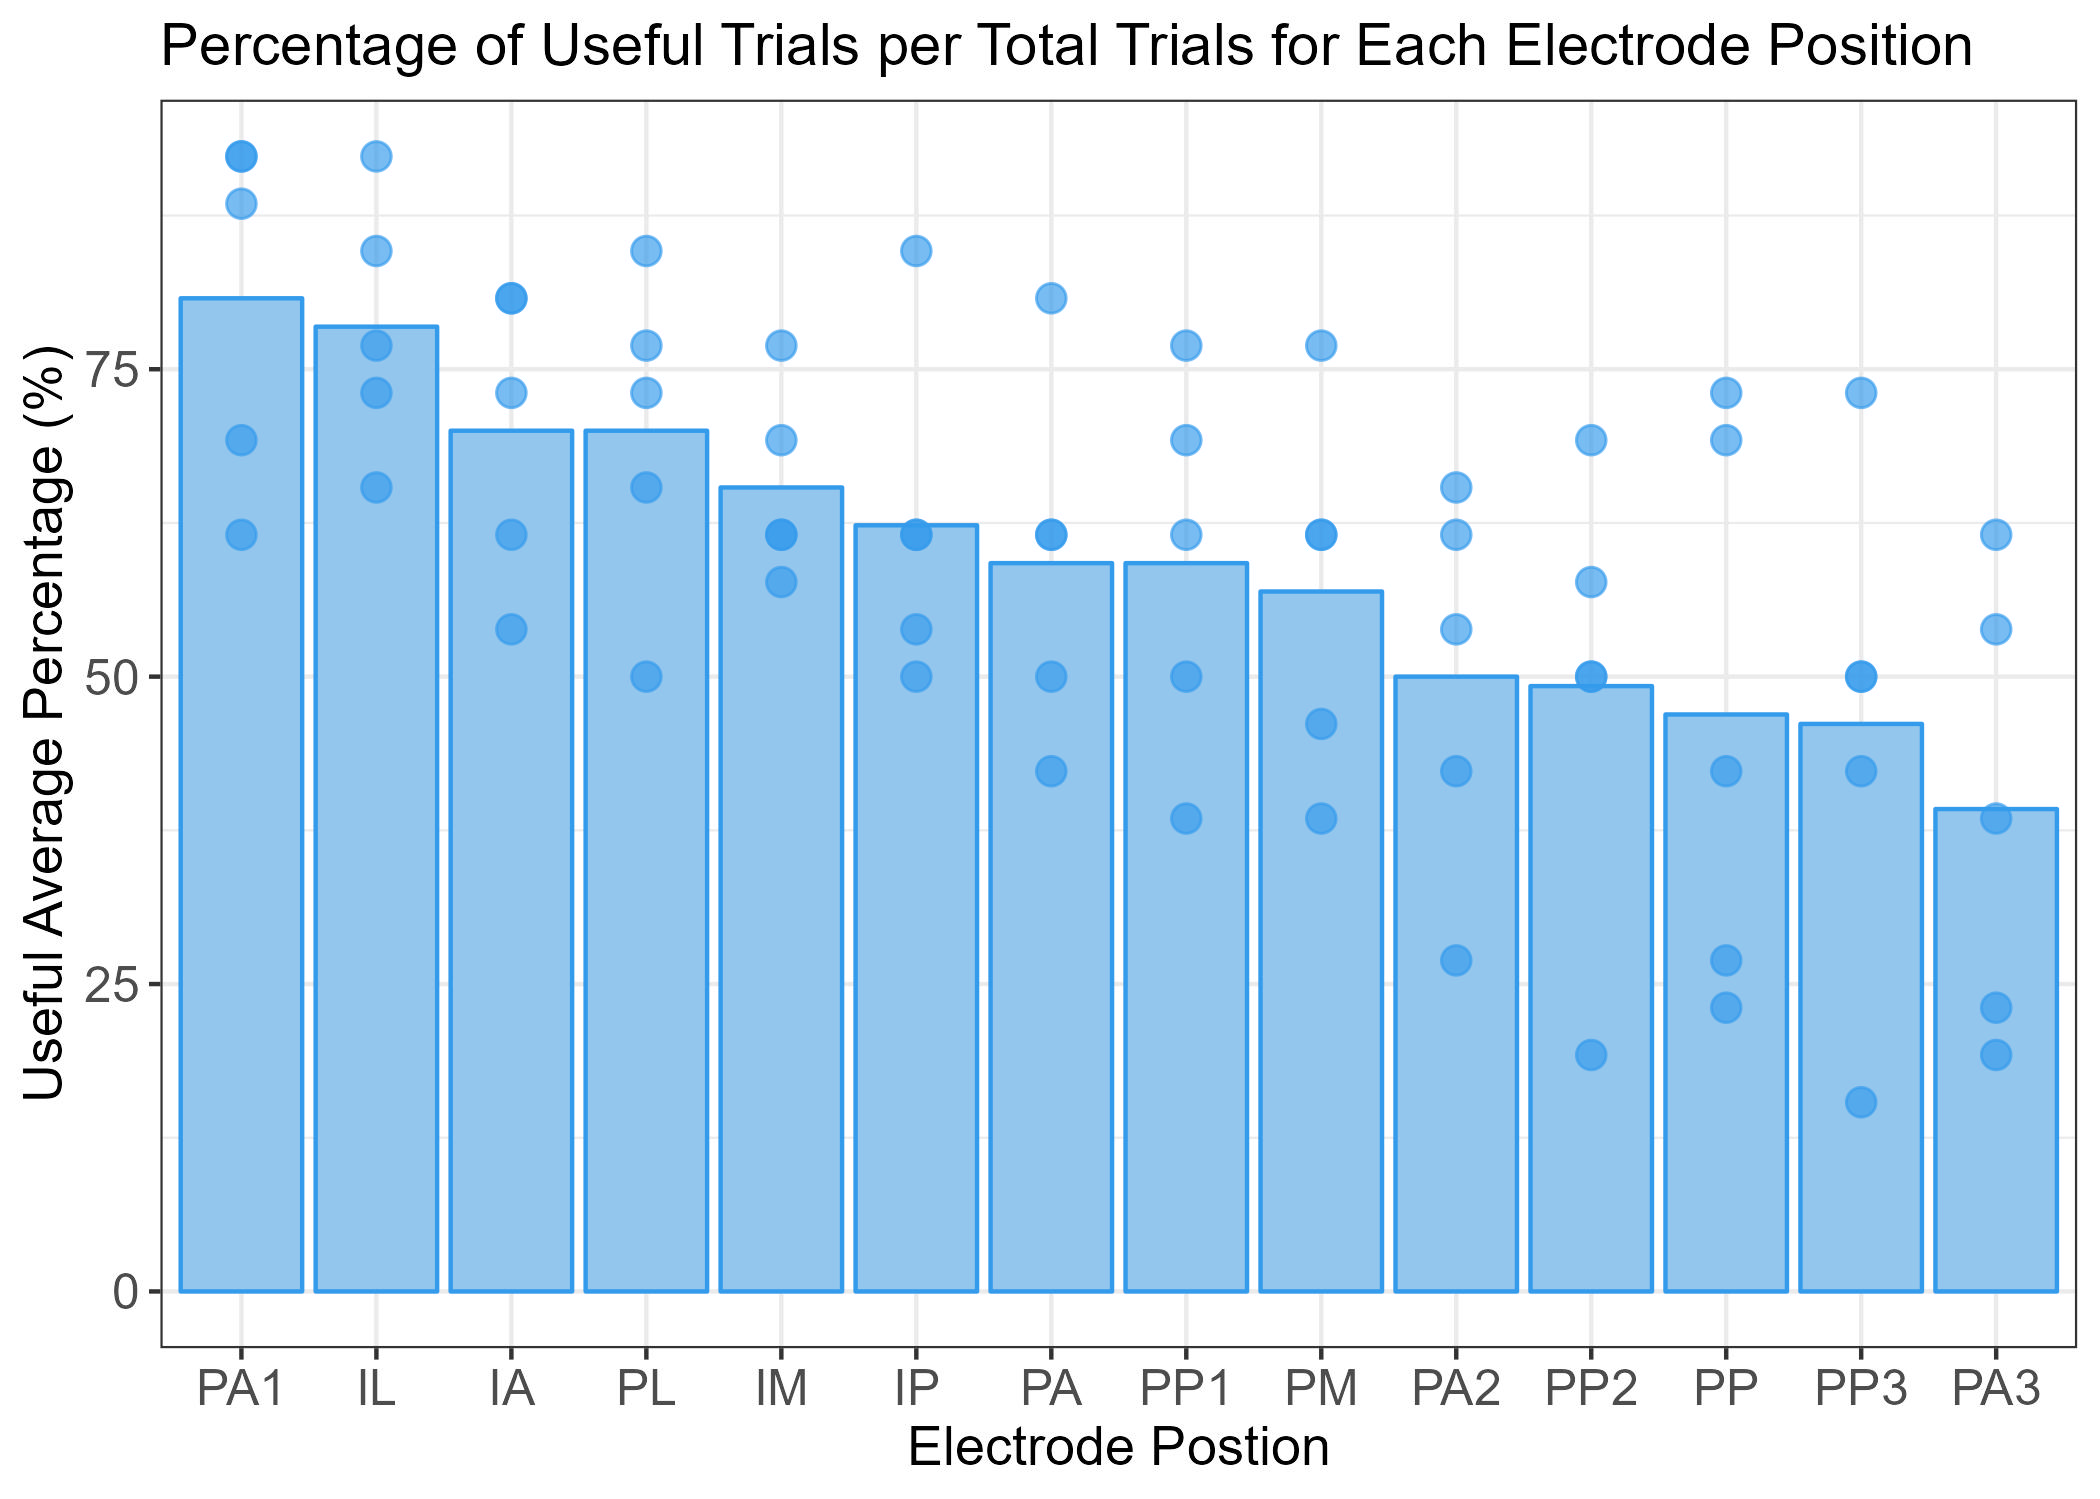 Percentage of Useful Trials per Total Trials for Each Electrode Position
Useful Average Percentage (%)
75
50
25
0
PA1 IL IA PL IM IP PA PP1 PM PA2 PP2 PP PP3 PA3
Electrode Postion